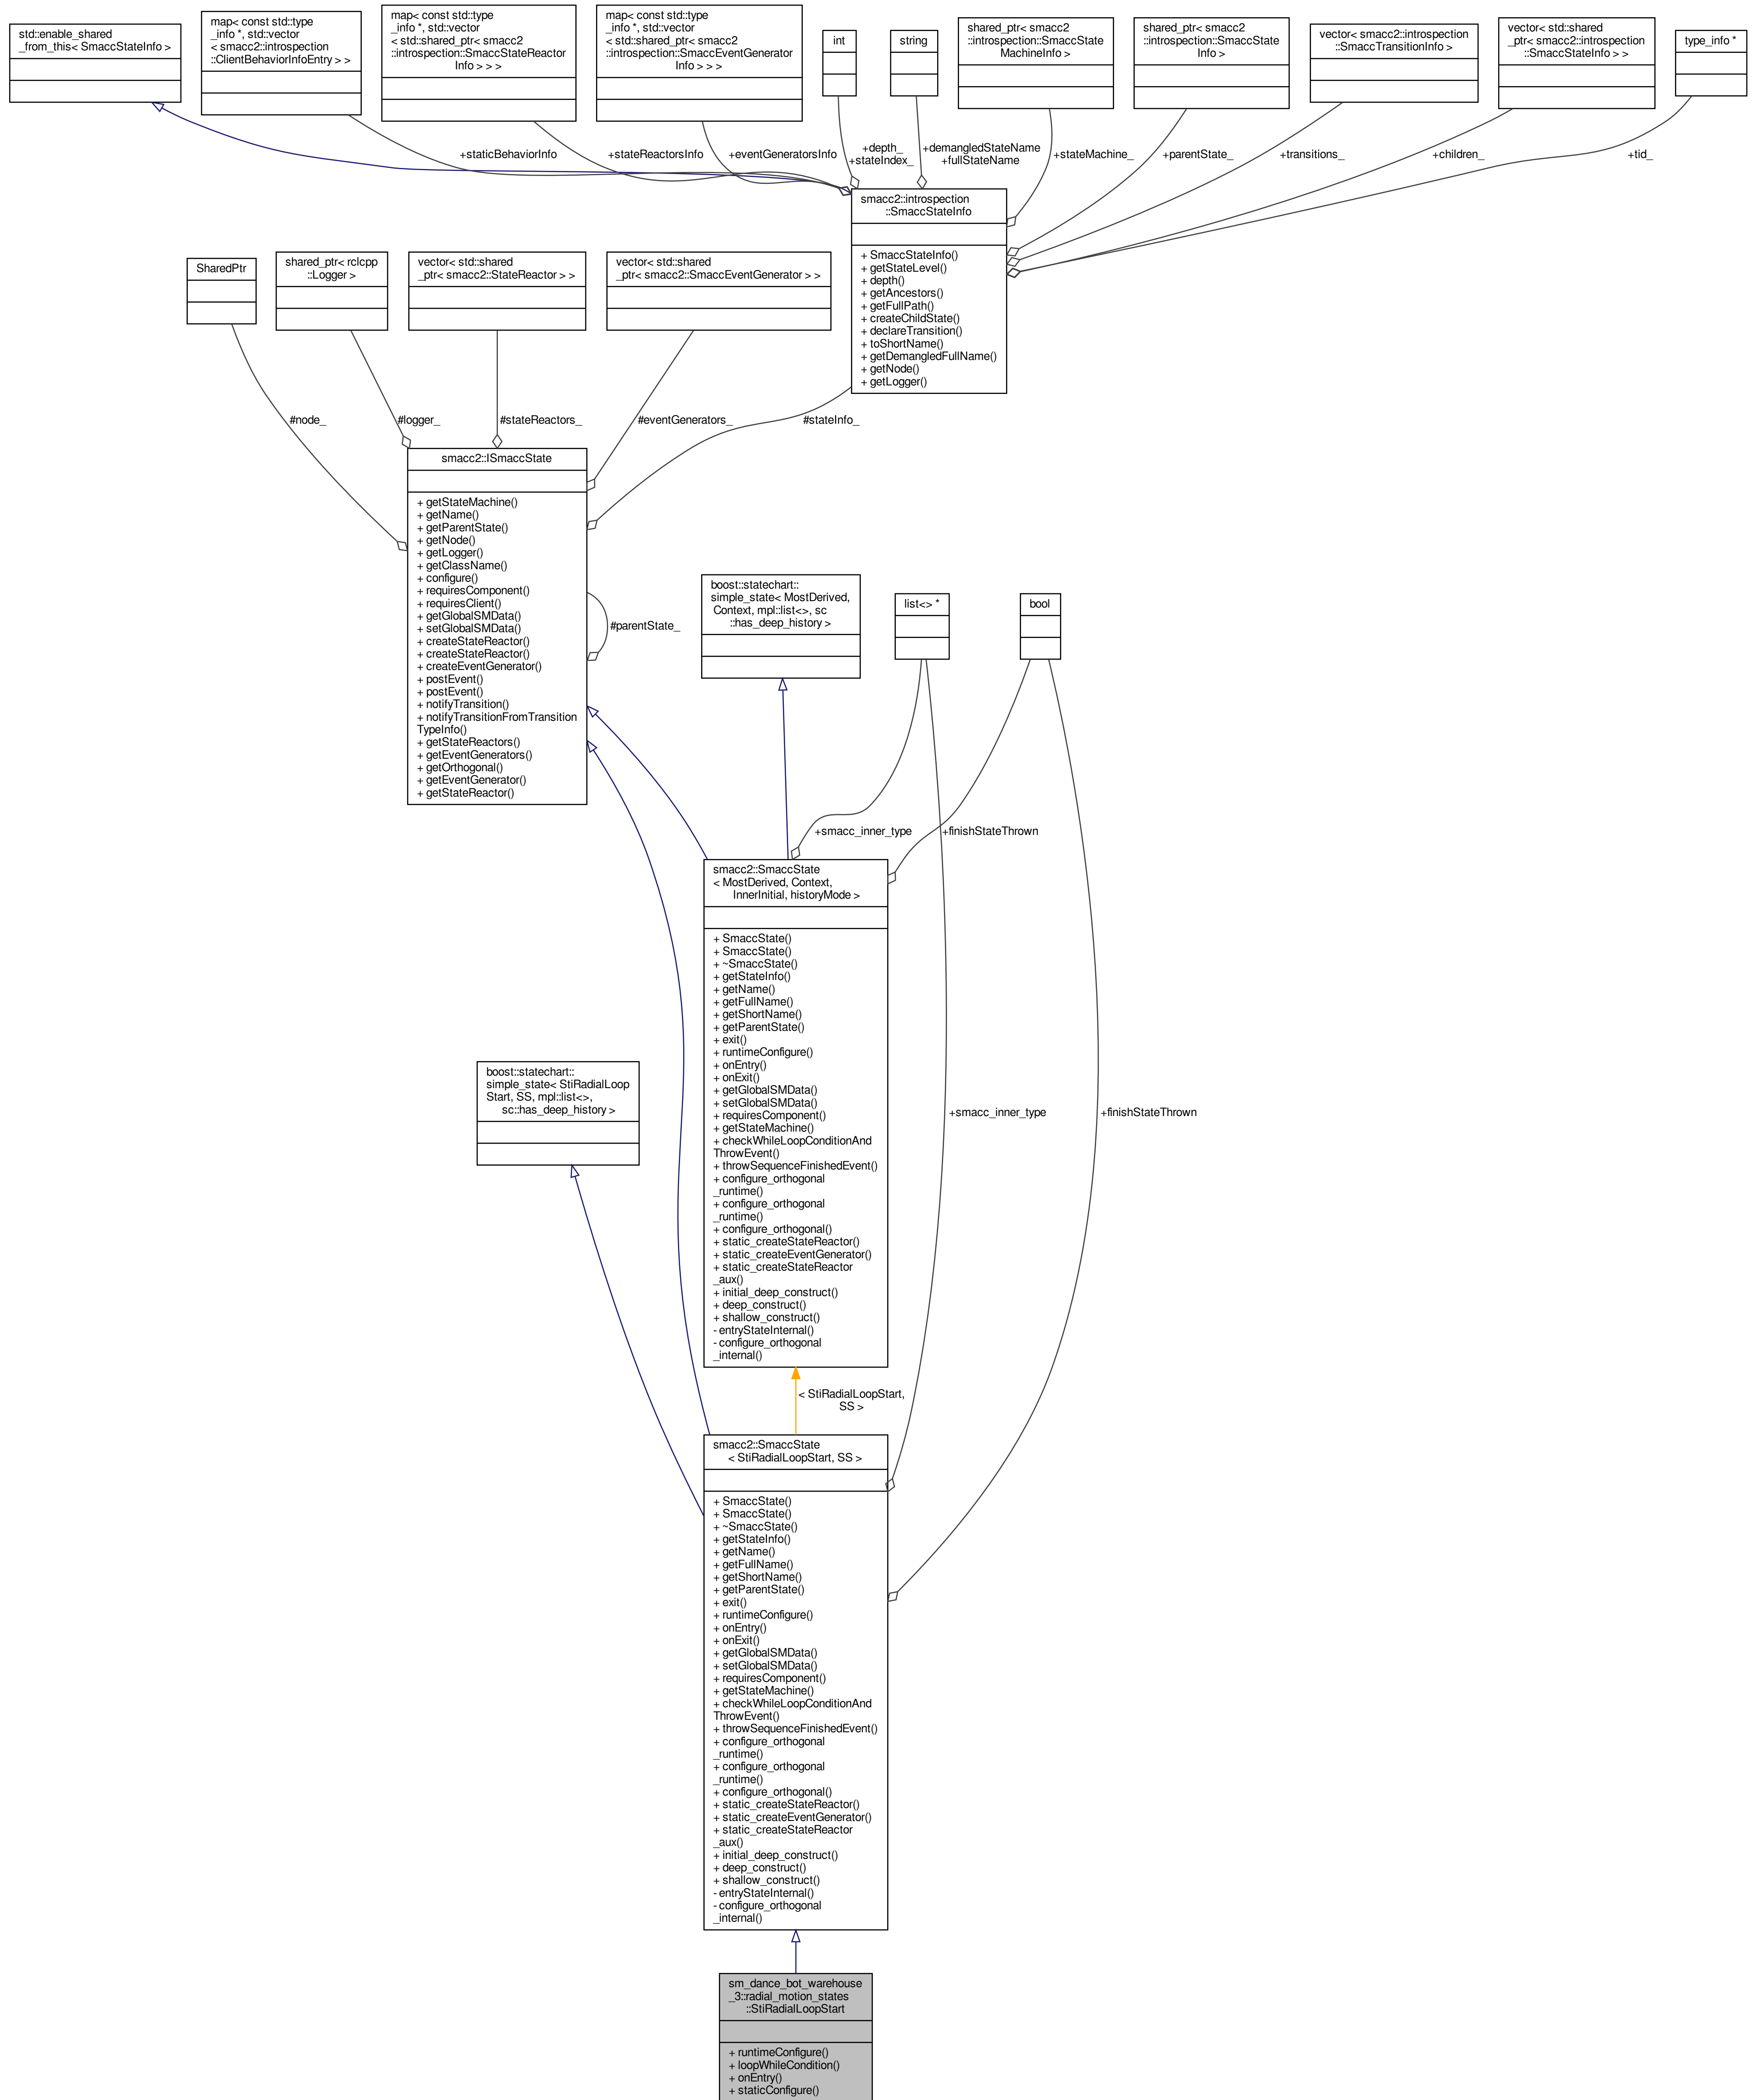 std::enable_shared
_from_this< SmaccStateInfo >
map< const std::type
_info *, std::vector
< smacc2::introspection
::ClientBehaviorInfoEntry > >
map< const std::type
_info *, std::vector
< std::shared_ptr< smacc2
::introspection::SmaccStateReactor
Info > > >
map< const std::type
_info *, std::vector
< std::shared_ptr< smacc2
::introspection::SmaccEventGenerator
Info > > >
int
string
shared_ptr< smacc2
::introspection::SmaccState
MachineInfo >
shared_ptr< smacc2
::introspection::SmaccState
Info >
vector< smacc2::introspection
::SmaccTransitionInfo >
vector< std::shared
_ptr< smacc2::introspection
::SmaccStateInfo > >
type_info *
+staticBehaviorInfo
+stateReactorsInfo
+eventGeneratorsInfo
+depth_
+stateIndex_
+demangledStateName
+fullStateName
+stateMachine_
+parentState_
+transitions_
+children_
+tid_
smacc2::introspection
::SmaccStateInfo
+ SmaccStateInfo()
+ getStateLevel()
+ depth()
+ getAncestors()
+ getFullPath()
+ createChildState()
+ declareTransition()
+ toShortName()
+ getDemangledFullName()
+ getNode()
+ getLogger()
SharedPtr
shared_ptr< rclcpp
::Logger >
vector< std::shared
_ptr< smacc2::StateReactor > >
vector< std::shared
_ptr< smacc2::SmaccEventGenerator > >
#node_
#logger_
#stateReactors_
#eventGenerators_
#stateInfo_
smacc2::ISmaccState
+ getStateMachine()
+ getName()
+ getParentState()
+ getNode()
+ getLogger()
+ getClassName()
+ configure()
+ requiresComponent()
+ requiresClient()
+ getGlobalSMData()
+ setGlobalSMData()
+ createStateReactor()
+ createStateReactor()
+ createEventGenerator()
+ postEvent()
+ postEvent()
+ notifyTransition()
+ notifyTransitionFromTransition
TypeInfo()
+ getStateReactors()
+ getEventGenerators()
+ getOrthogonal()
+ getEventGenerator()
+ getStateReactor()
#parentState_
boost::statechart::
simple_state< MostDerived,
Context, mpl::list<>, sc
::has_deep_history >
list<> *
bool
+smacc_inner_type
+finishStateThrown
smacc2::SmaccState
< MostDerived, Context,
InnerInitial, historyMode >
+ SmaccState()
+ SmaccState()
+ ~SmaccState()
+ getStateInfo()
+ getName()
+ getFullName()
+ getShortName()
+ getParentState()
+ exit()
+ runtimeConfigure()
+ onEntry()
+ onExit()
+ getGlobalSMData()
+ setGlobalSMData()
+ requiresComponent()
+ getStateMachine()
+ checkWhileLoopConditionAnd
ThrowEvent()
+ throwSequenceFinishedEvent()
+ configure_orthogonal
_runtime()
+ configure_orthogonal
_runtime()
+ configure_orthogonal()
+ static_createStateReactor()
+ static_createEventGenerator()
+ static_createStateReactor
_aux()
+ initial_deep_construct()
+ deep_construct()
+ shallow_construct()
- entryStateInternal()
- configure_orthogonal
_internal()
boost::statechart::
simple_state< StiRadialLoop
Start, SS, mpl::list<>,
sc::has_deep_history >
+smacc_inner_type
+finishStateThrown
< StiRadialLoopStart,
SS >
smacc2::SmaccState
< StiRadialLoopStart, SS >
+ SmaccState()
+ SmaccState()
+ ~SmaccState()
+ getStateInfo()
+ getName()
+ getFullName()
+ getShortName()
+ getParentState()
+ exit()
+ runtimeConfigure()
+ onEntry()
+ onExit()
+ getGlobalSMData()
+ setGlobalSMData()
+ requiresComponent()
+ getStateMachine()
+ checkWhileLoopConditionAnd
ThrowEvent()
+ throwSequenceFinishedEvent()
+ configure_orthogonal
_runtime()
+ configure_orthogonal
_runtime()
+ configure_orthogonal()
+ static_createStateReactor()
+ static_createEventGenerator()
+ static_createStateReactor
_aux()
+ initial_deep_construct()
+ deep_construct()
+ shallow_construct()
- entryStateInternal()
- configure_orthogonal
_internal()
sm_dance_bot_warehouse
_3::radial_motion_states
::StiRadialLoopStart
+ runtimeConfigure()
+ loopWhileCondition()
+ onEntry()
+ staticConfigure()